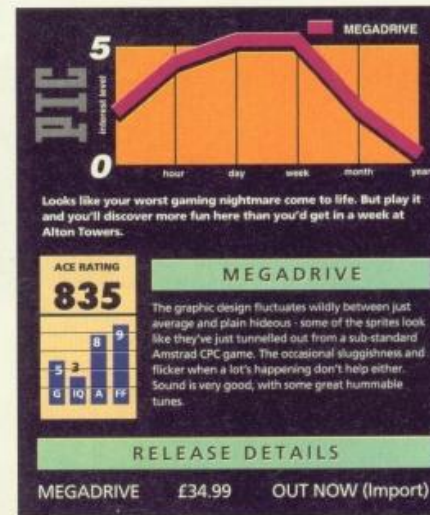 MEGADRIVE
PIC
5
interest level
0
hour day week month year
Looks like your worst gaming nightmare come to life. But play it
and you'll discover more fun here than you'd get in a week at
Alton Towers.
ACE RATING
835
5 3 8 9
G IQ A FF
MEGADRIVE
The graphic design fluctuates wildly between just
average and plain hideous - some of the sprites look
like they've just tunnelled out from a sub-standard
Amstrad CPC game. The occasional sluggishness and
flicker when a lot's happening don't help either.
Sound is very good, with some great hummable
tunes.
RELEASE DETAILS
MEGADRIVE £34.99 OUT NOW (Import)